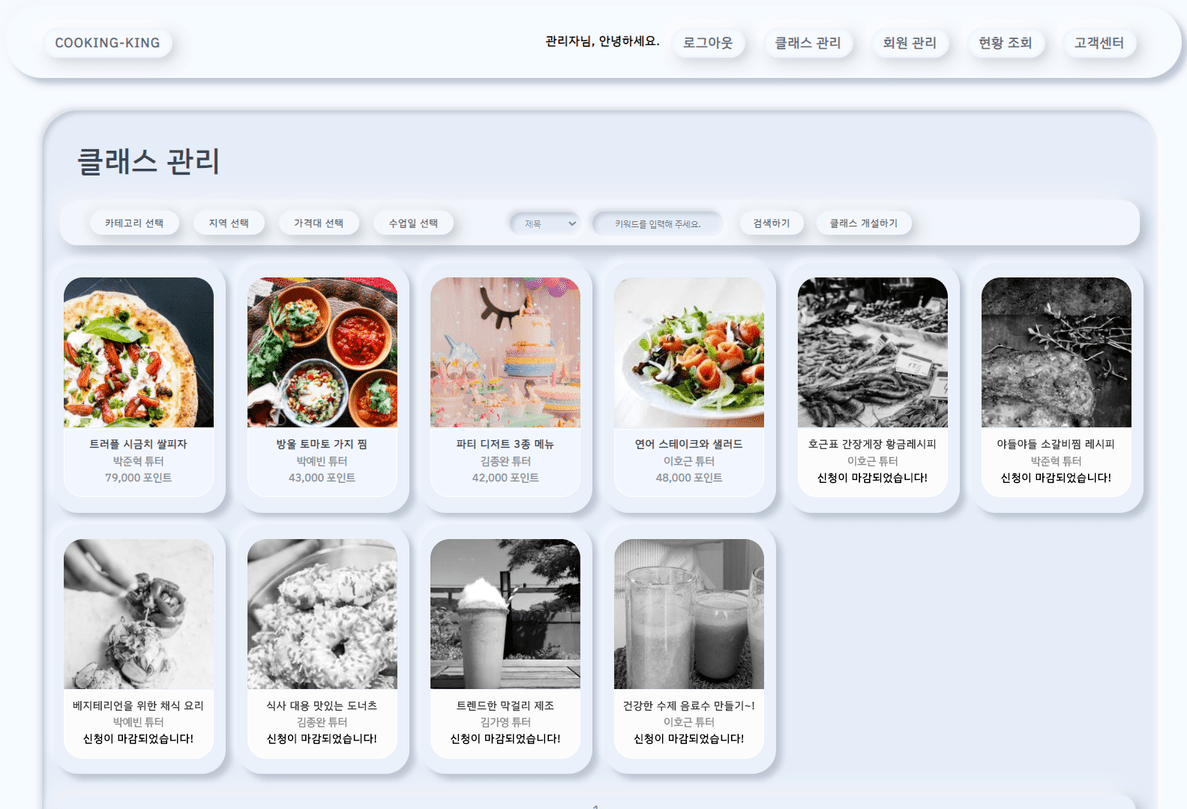 COOKING-KING 관리자님, 안녕하세요. 로그아웃 클래스 관리 회원 관리 현황 조회 고객센터
클래스 관리
카테고리 선택 지역 선택 가격대 선택 수업일 선택 제목 키워드를 입력해 주세요. 검색하기 클래스 개설하기
트러플 시금치 쌀피자
박준혁 튜터
79,000 포인트
방울 토마토 가지 찜
박예빈 튜터
43,000 포인트
파티 디저트 3종 메뉴
김종완 튜터
42,000 포인트
연어 스테이크와 샐러드
이호근 튜터
48,000 포인트
호근표 간장게장 황금레시피
이호근 튜터
신청이 마감되었습니다!
야들야들 소갈비찜 레시피
박준혁 튜터
신청이 마감되었습니다!
베지테리언을 위한 채식 요리
박예빈 튜터
신청이 마감되었습니다!
식사 대용 맛있는 도너츠
김종완 튜터
신청이 마감되었습니다!
트렌드한 막걸리 제조
김가영 튜터
신청이 마감되었습니다!
건강한 수제 음료수 만들기~!
이호근 튜터
신청이 마감되었습니다!